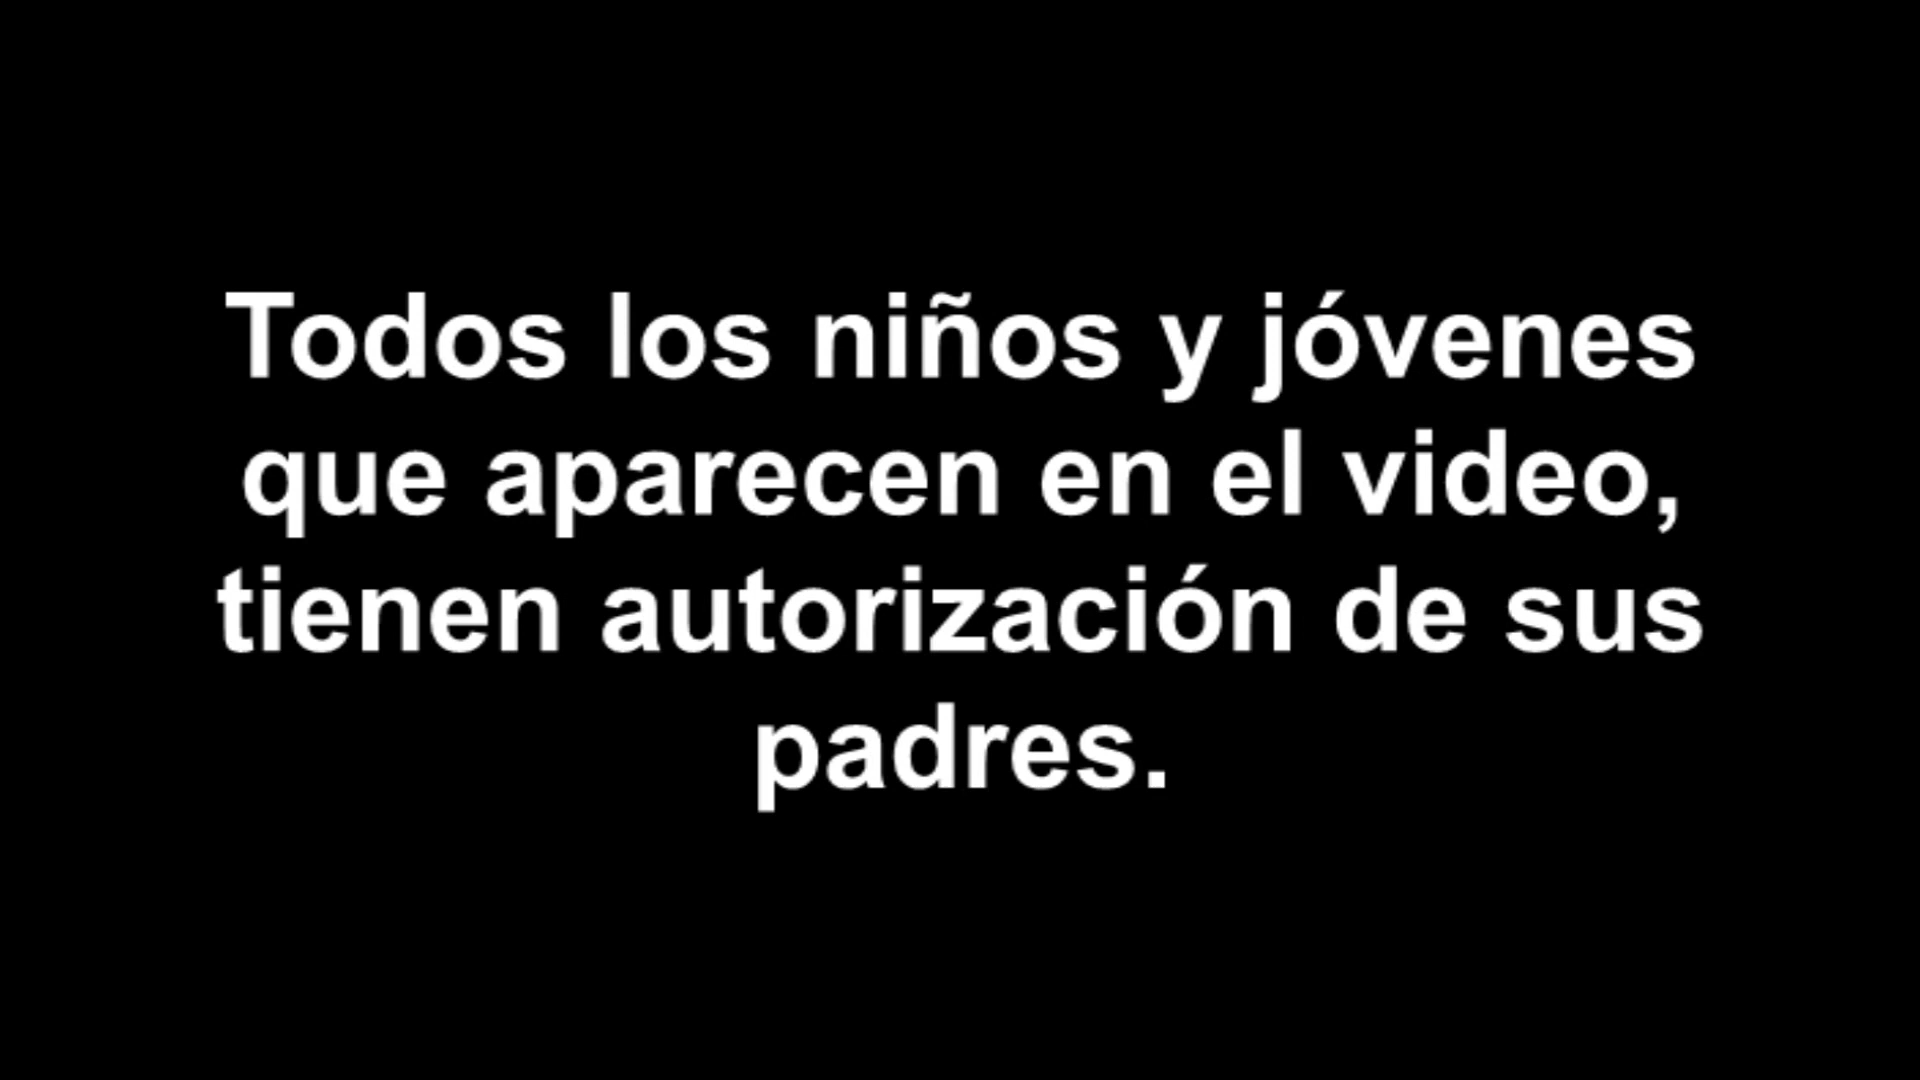 Todos los niños y jóvenes
que aparecen en el video,
tienen autorización de sus
padres.